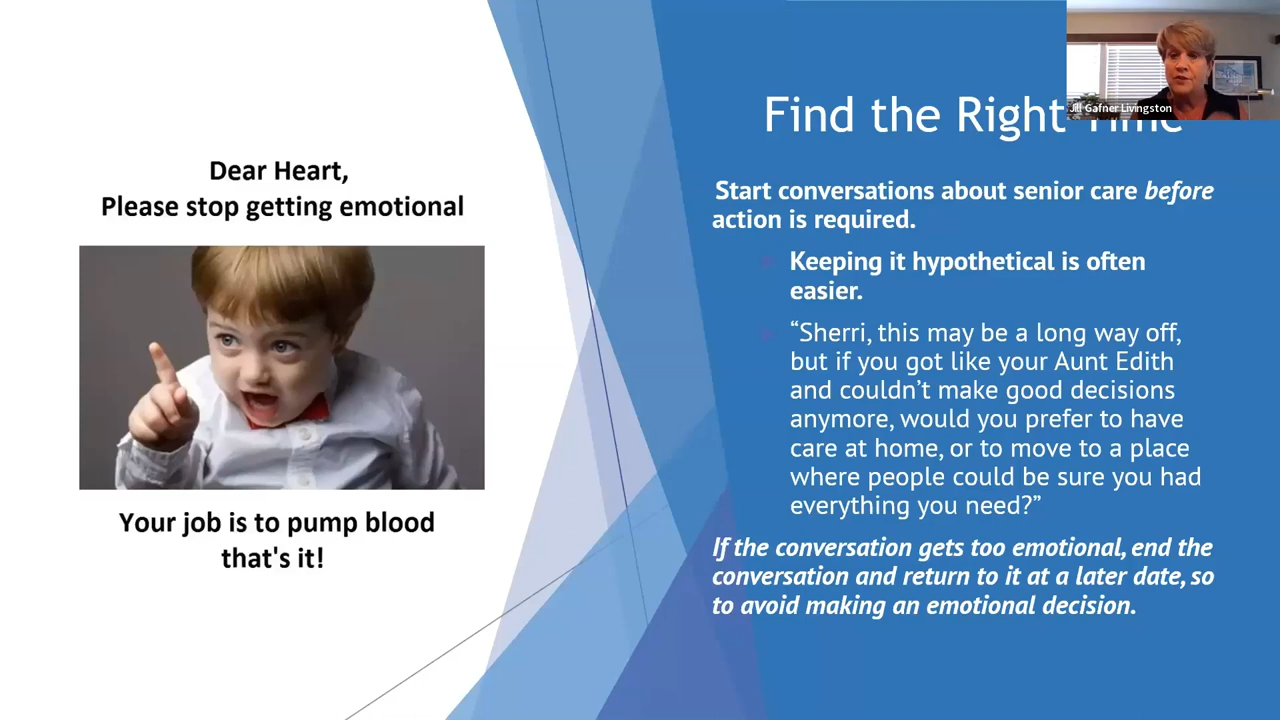 Dear Heart,
Please stop getting emotional
Your job is to pump blood
that's it!
Find the Right Time
Jill Gafner Livingston
Start conversations about senior care before
action is required.
Keeping it hypothetical is often
easier.
“Sherri, this may be a long way off,
but if you got like your Aunt Edith
and couldn’t make good decisions
anymore, would you prefer to have
care at home, or to move to a place
where people could be sure you had
everything you need?”
If the conversation gets too emotional, end the
conversation and return to it at a later date, so
to avoid making an emotional decision.